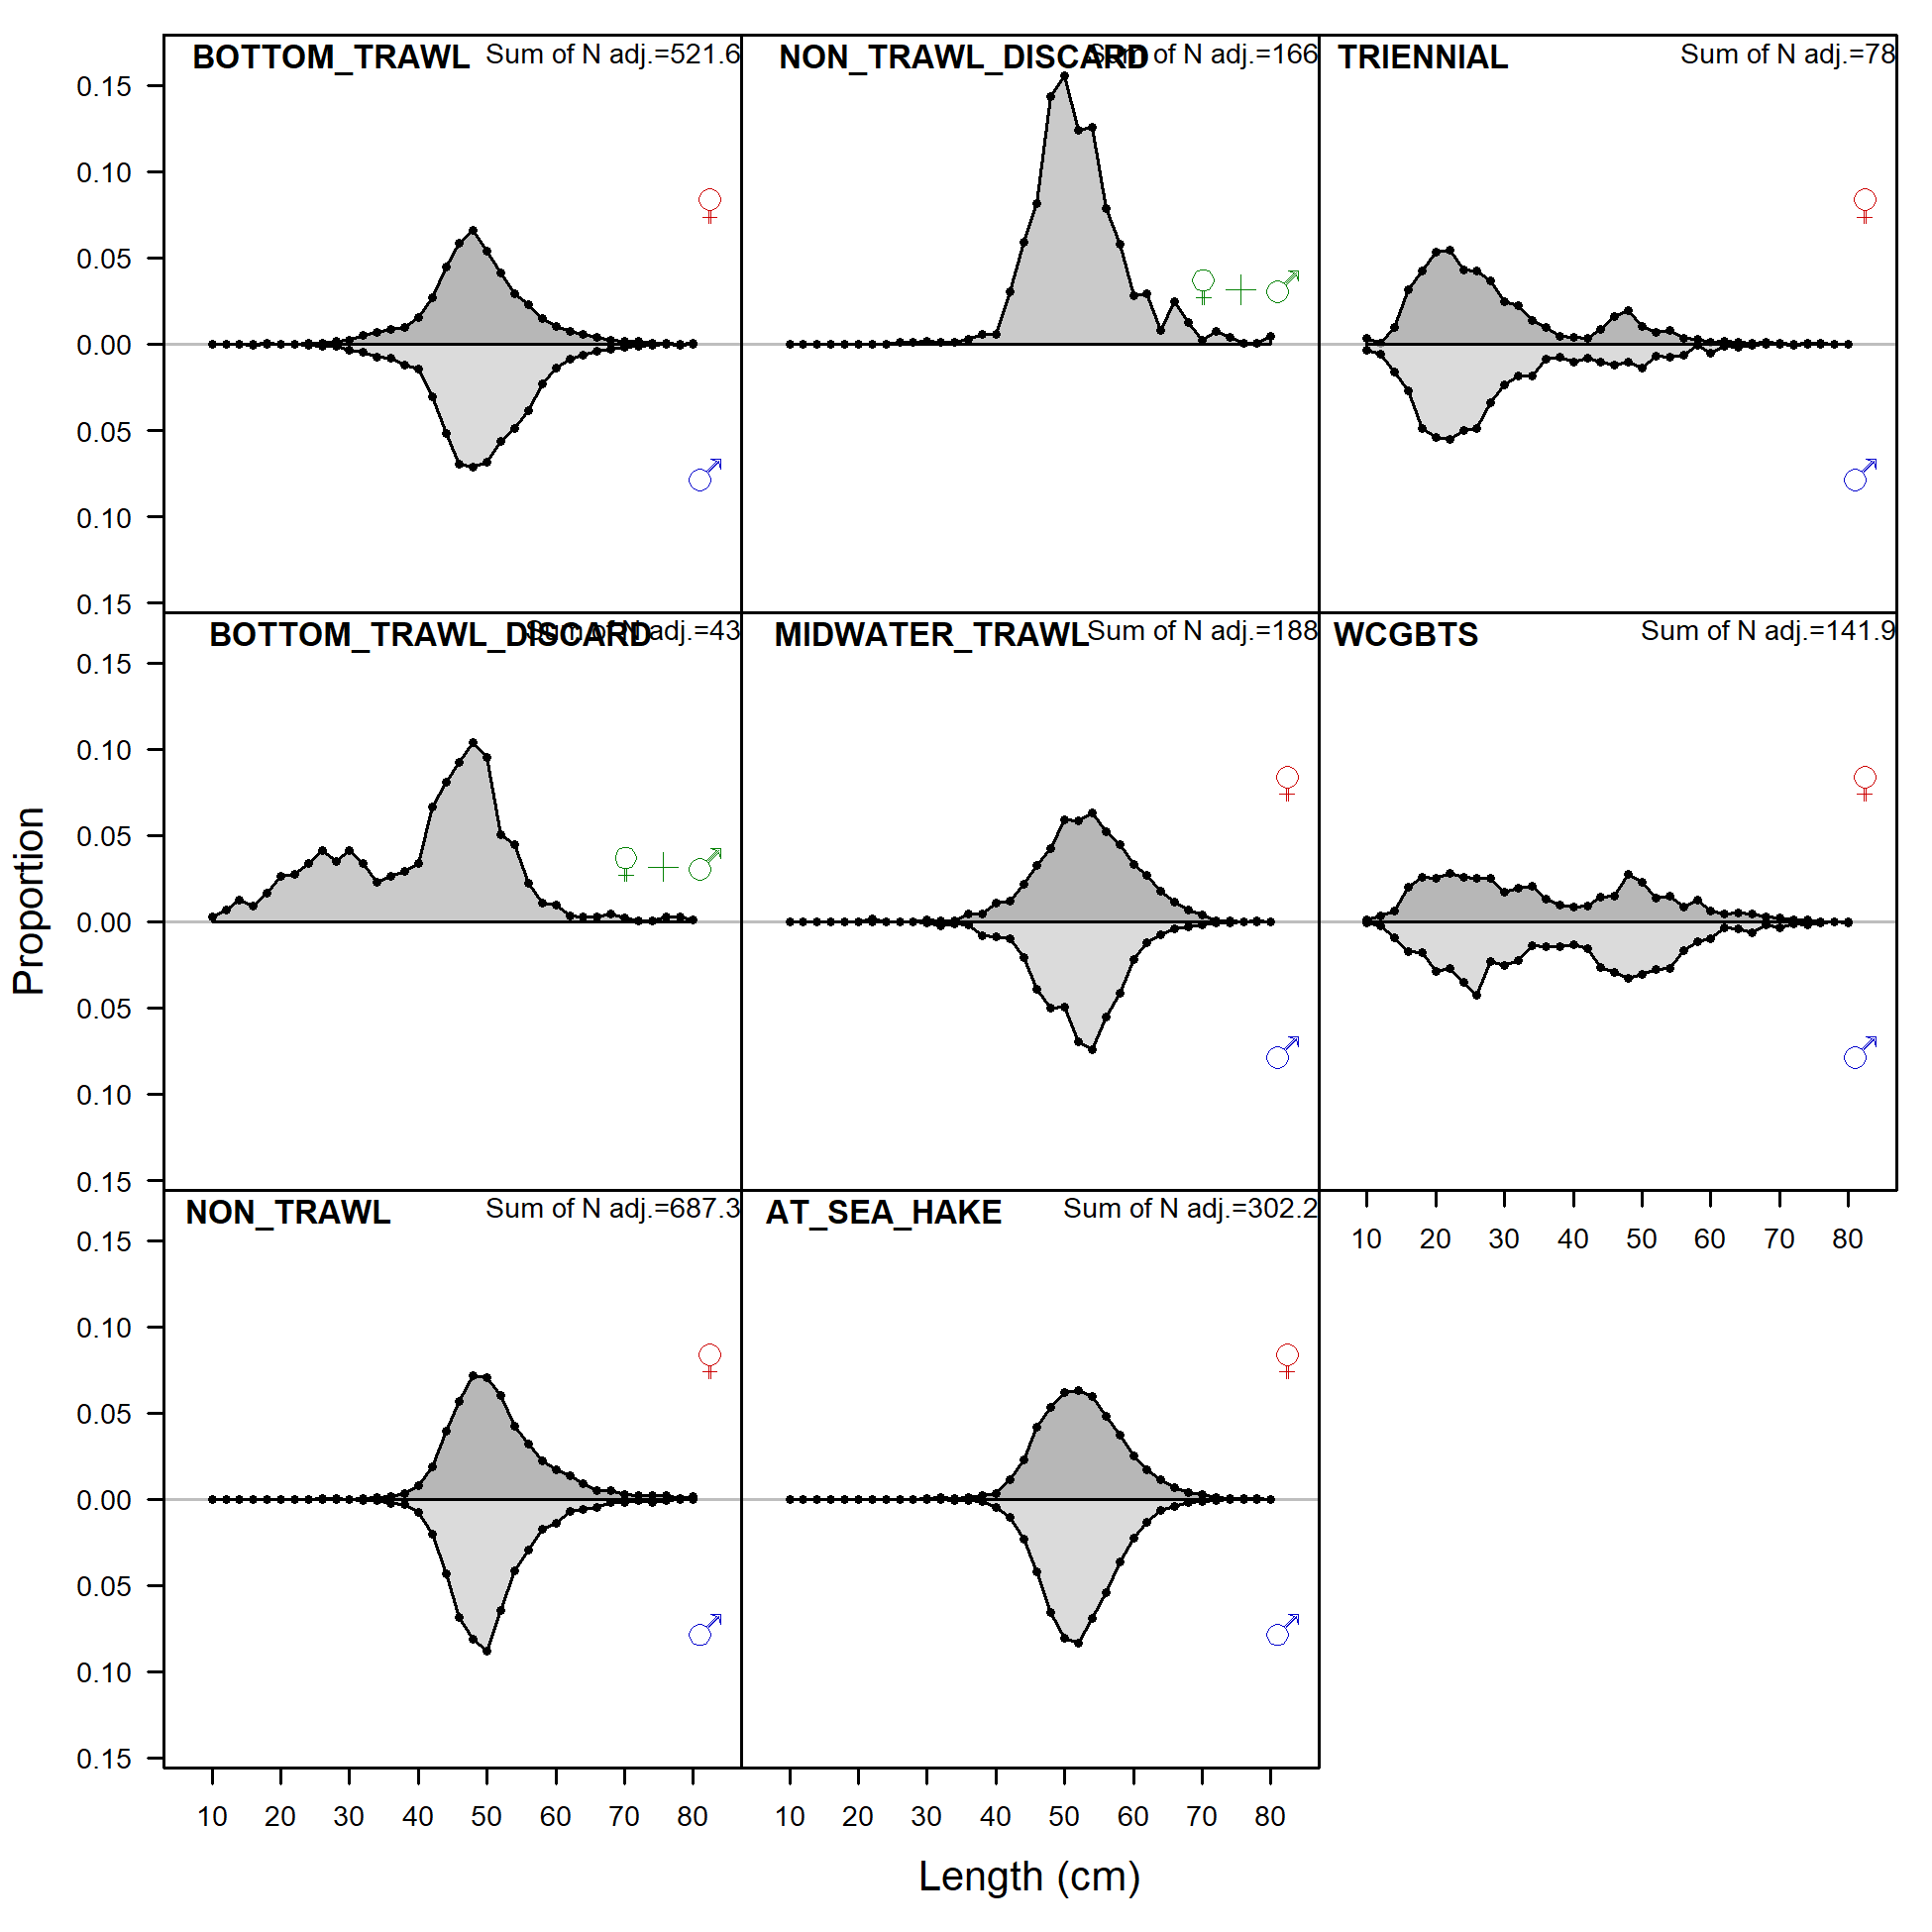 BOTTOM_TRAWL Sum of N adj.=521.6
NON_TRAWL_DISCARD Sum of N adj.=166
TRIENNIAL Sum of N adj.=78
0.15
0.10
0.05
0.00
0.05
0.10
0.15
BOTTOM_TRAWL_DISCARD Sum of N adj.=43
MIDWATER_TRAWL Sum of N adj.=188
WCGBTS Sum of N adj.=141.9
0.15
0.10
0.05
0.00
0.05
0.10
0.15
10 20 30 40 50 60 70 80
NON_TRAWL Sum of N adj.=687.3
AT_SEA_HAKE Sum of N adj.=302.2
0.15
0.10
0.05
0.00
0.05
0.10
0.15
10 20 30 40 50 60 70 80
10 20 30 40 50 60 70 80
Proportion
Length (cm)